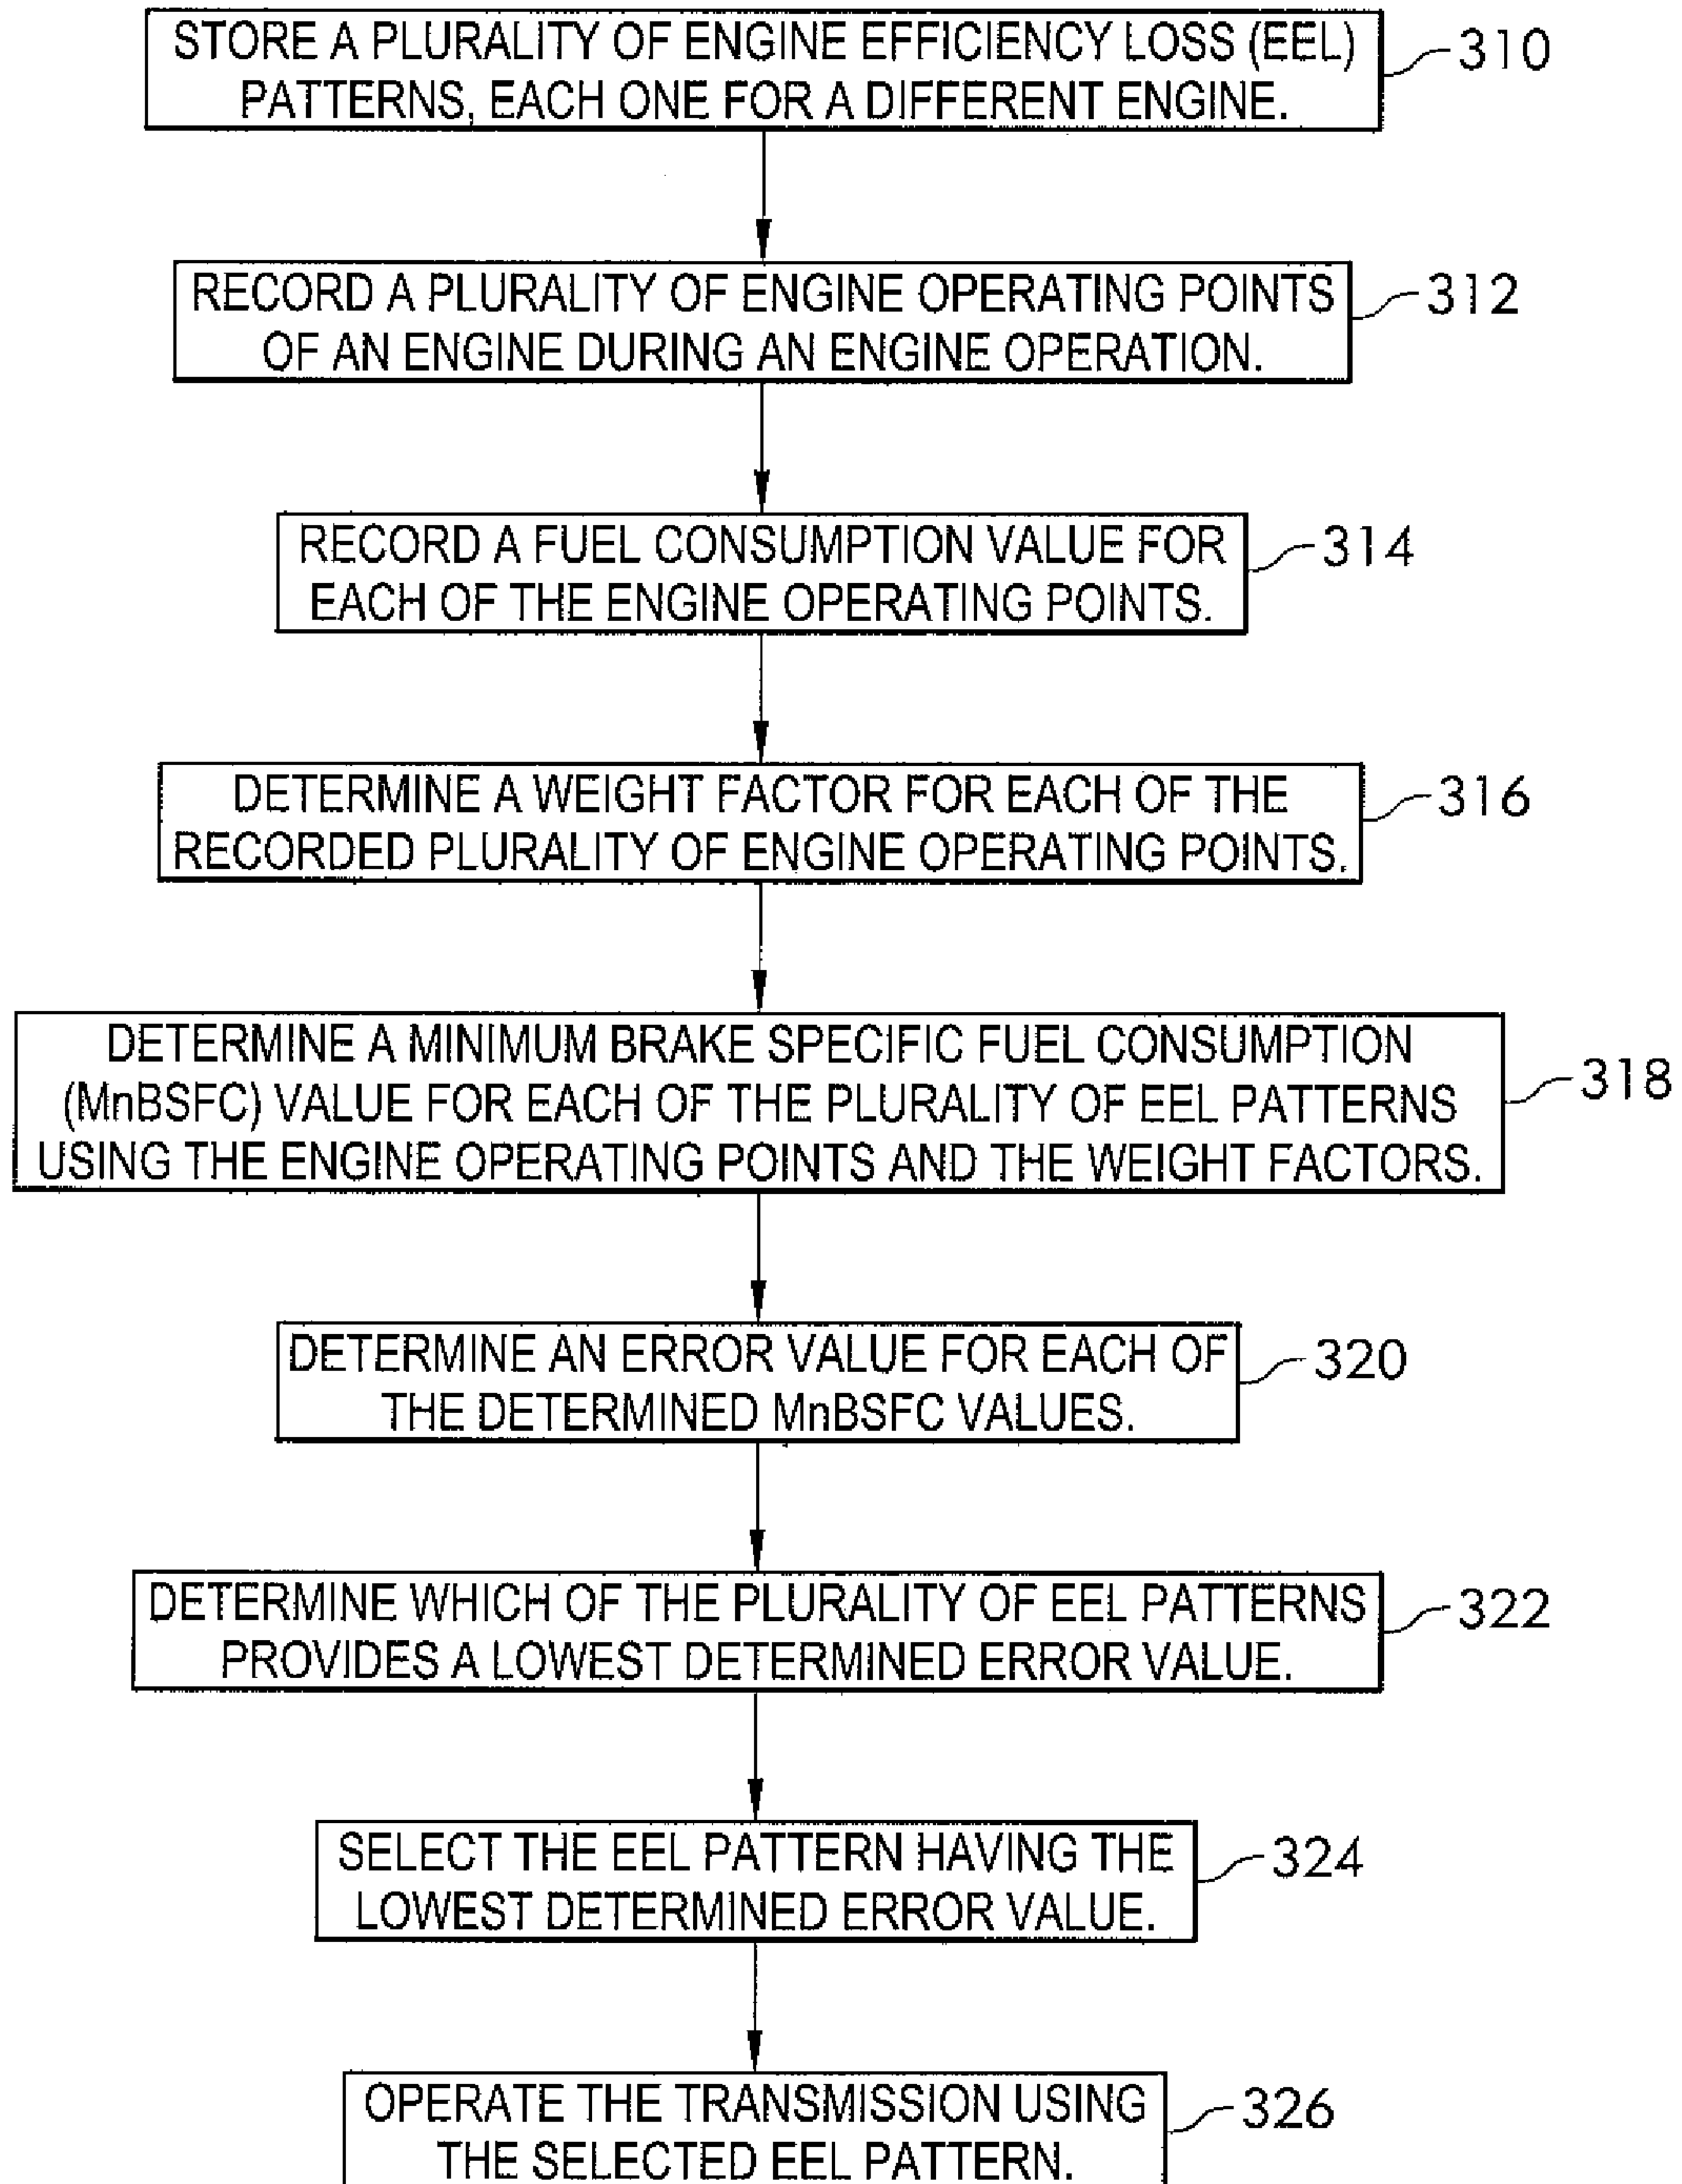 STORE A PLURALITY OF ENGINE EFFICIENCY LOSS (EEL)
PATTERNS, EACH ONE FOR A DIFFERENT ENGINE.
310
RECORD A PLURALITY OF ENGINE OPERATING POINTS
OF AN ENGINE DURING AN ENGINE OPERATION.
312
RECORD A FUEL CONSUMPTION VALUE FOR
EACH OF THE ENGINE OPERATING POINTS.
314
DETERMINE A WEIGHT FACTOR FOR EACH OF THE
RECORDED PLURALITY OF ENGINE OPERATING POINTS.
316
DETERMINE A MINIMUM BRAKE SPECIFIC FUEL CONSUMPTION
(MnBSFC) VALUE FOR EACH OF THE PLURALITY OF EEL PATTERNS
USING THE ENGINE OPERATING POINTS AND THE WEIGHT FACTORS.
318
DETERMINE AN ERROR VALUE FOR EACH OF
THE DETERMINED MnBSFC VALUES.
320
DETERMINE WHICH OF THE PLURALITY OF EEL PATTERNS
PROVIDES A LOWEST DETERMINED ERROR VALUE.
322
SELECT THE EEL PATTERN HAVING THE
LOWEST DETERMINED ERROR VALUE.
324
OPERATE THE TRANSMISSION USING
THE SELECTED EEL PATTERN.
326